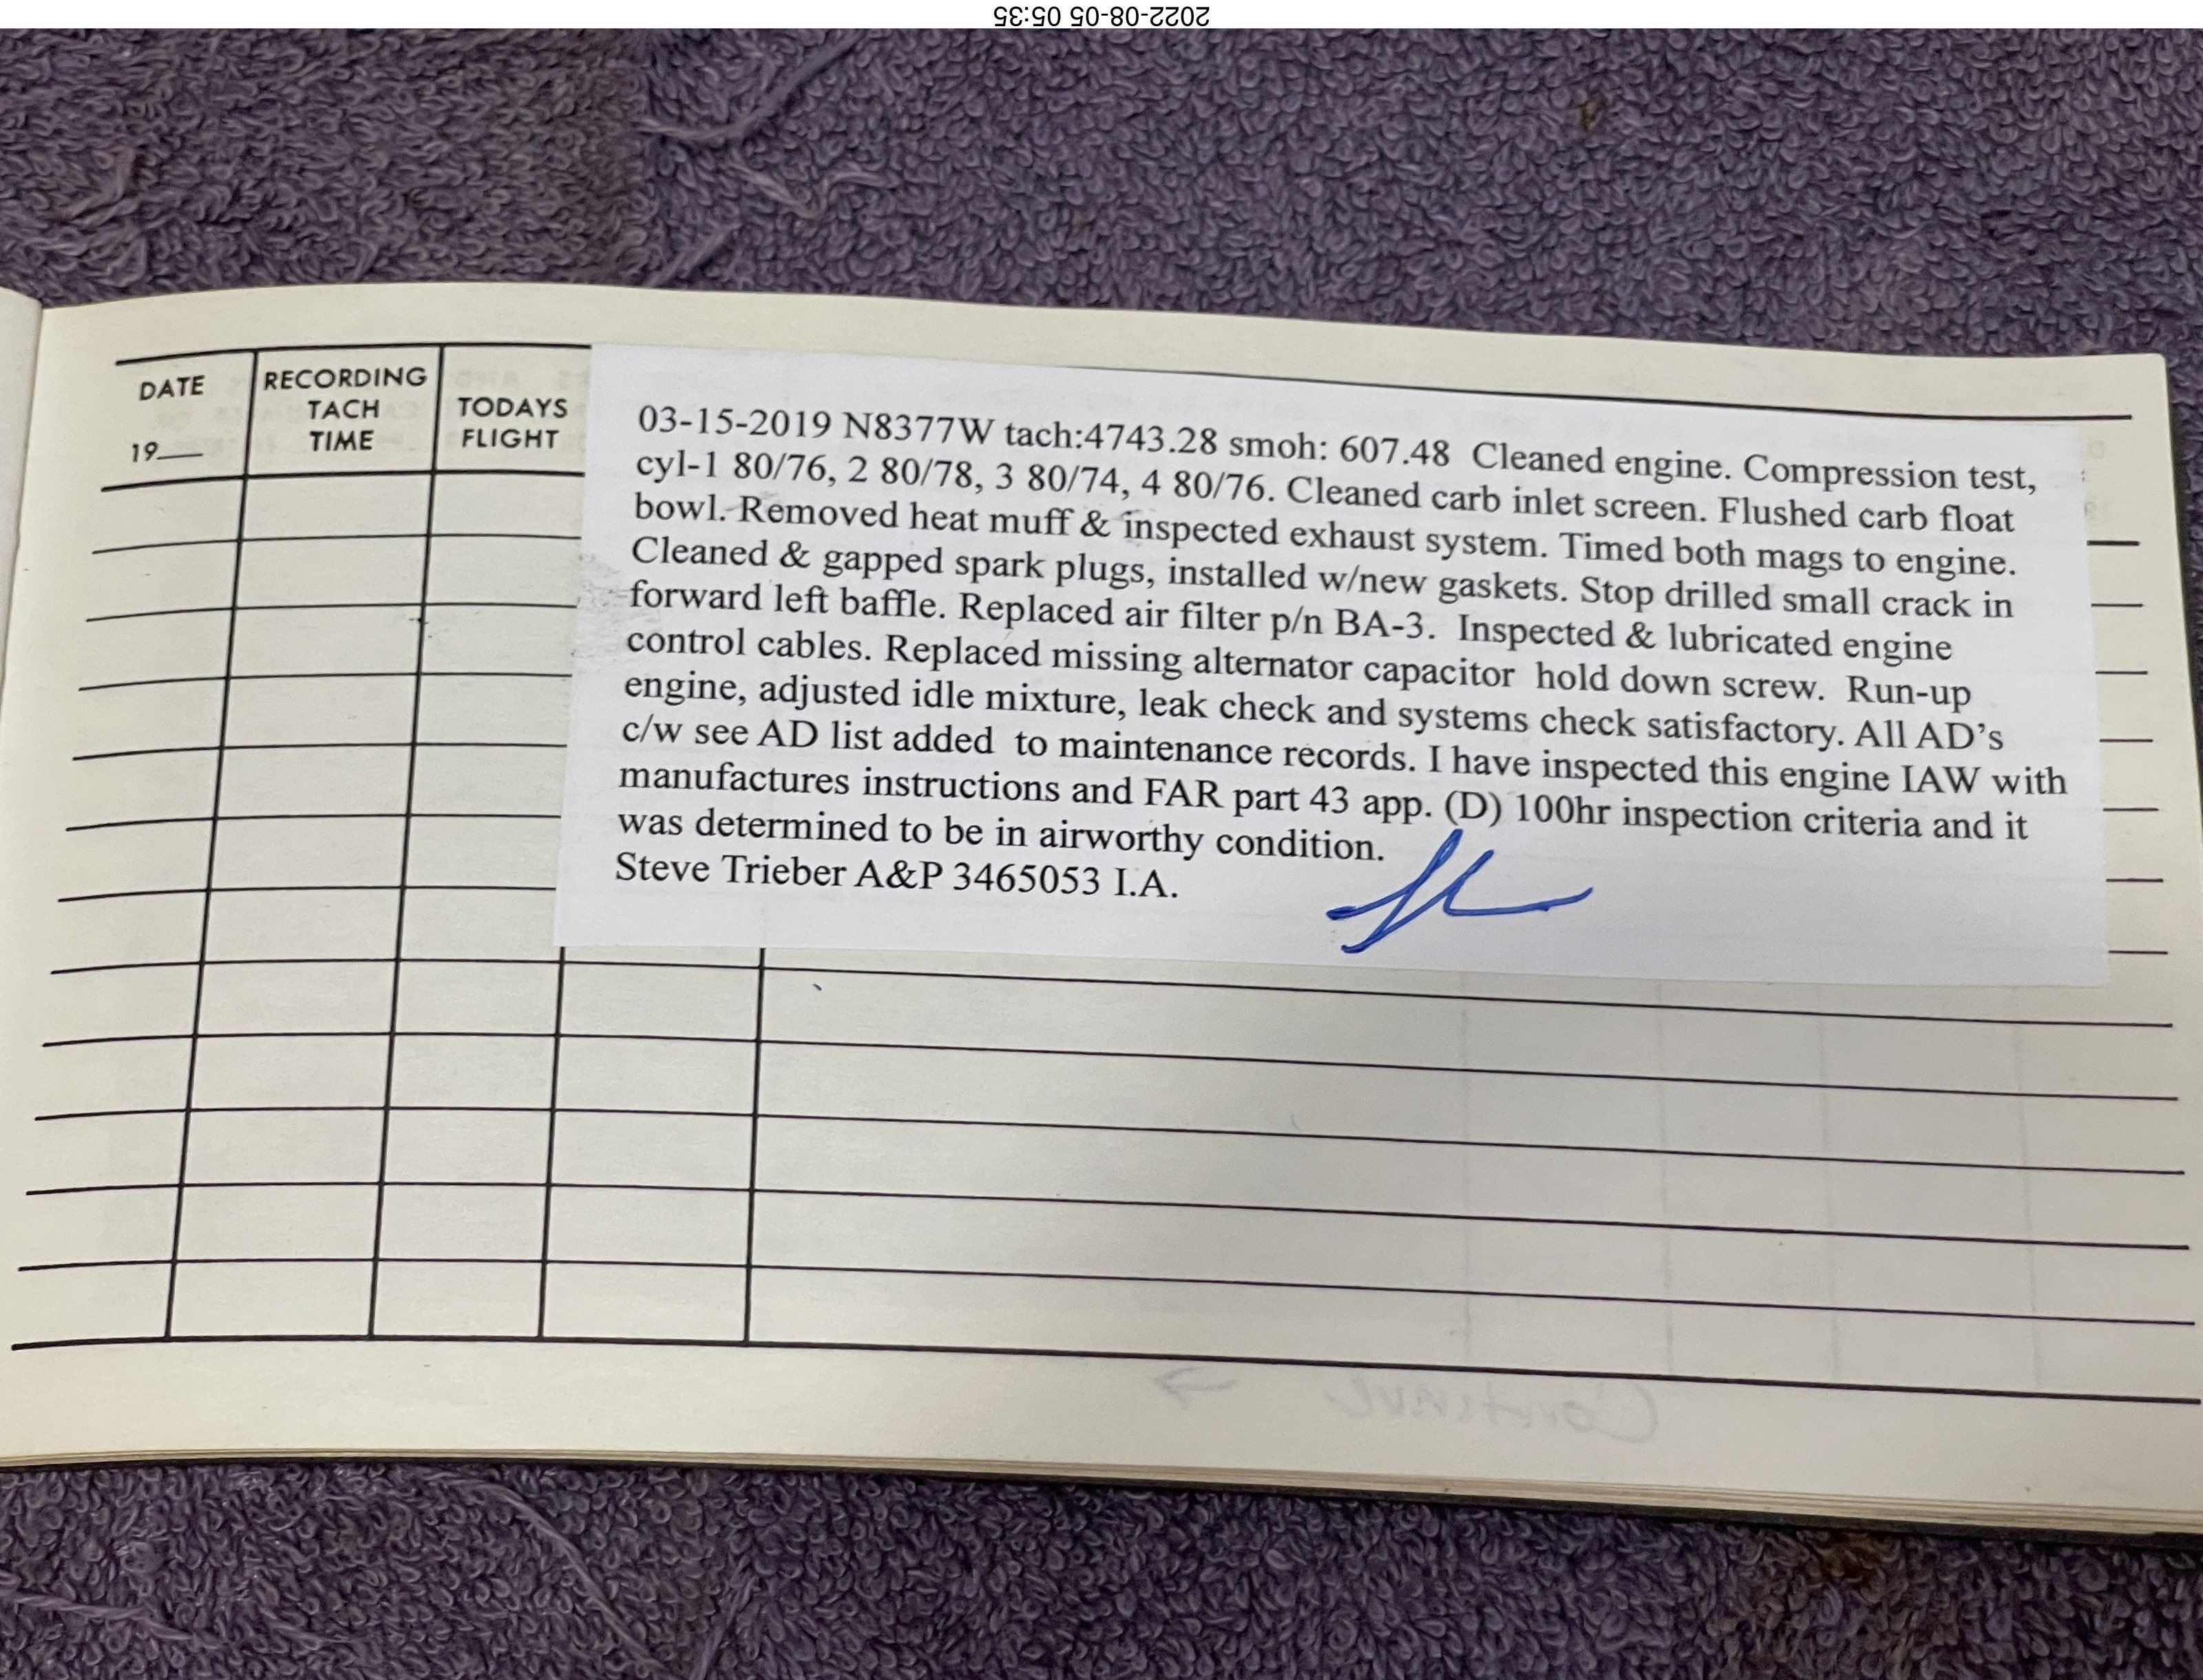 2022-08-05 05:35
DATE
19
RECORDING
TACH
TIME
TODAYS
FLIGHT
03-15-2019 N8377W tach:4743.28 smoh: 607.48 Cleaned engine. Compression test,
cyl-1 80/76, 2 80/78, 3 80/74, 4 80/76. Cleaned carb inlet screen. Flushed carb float
bowl. Removed heat muff & inspected exhaust system. Timed both mags to engine.
Cleaned & gapped spark plugs, installed w/new gaskets. Stop drilled small crack in
forward left baffle. Replaced air filter p/n BA-3. Inspected & lubricated engine
control cables. Replaced missing alternator capacitor hold down screw. Run-up
engine, adjusted idle mixture, leak check and systems check satisfactory. All AD's
c/w see AD list added to maintenance records. I have inspected this engine IAW with
manufactures instructions and FAR part 43 app. (D) 100hr inspection criteria and it
was determined to be in airworthy condition.
Steve Trieber A&P 3465053 I.A.
Continue